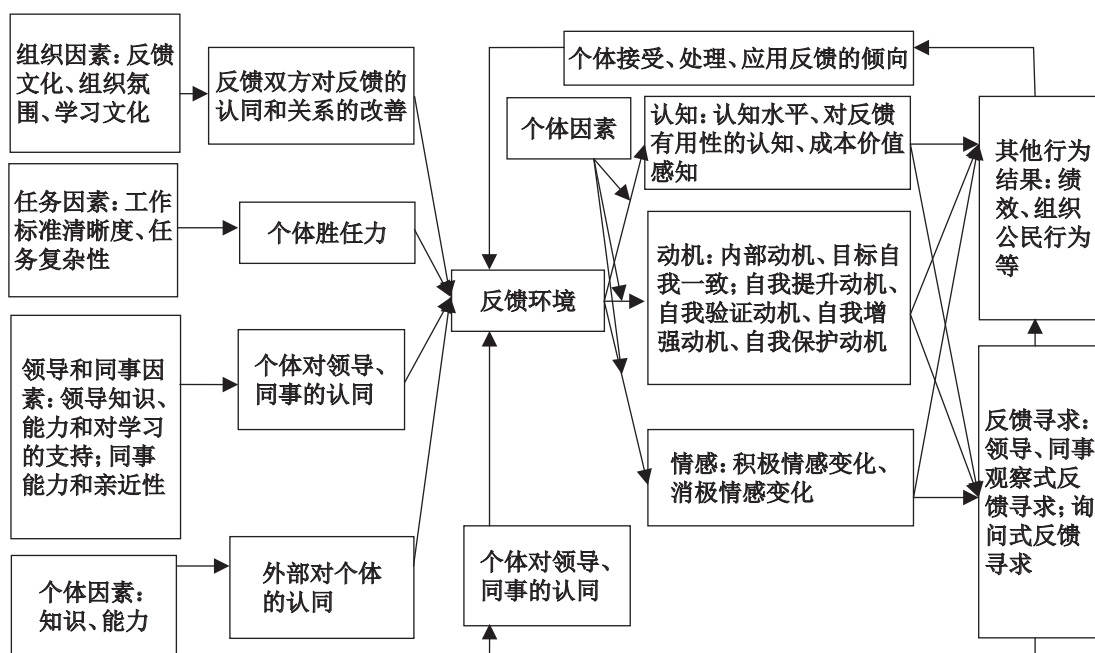 组织因素：反馈
文化、组织氛
围、学习文化
反馈双方对反馈的
认同和关系的改善
任务因素：工作
标准清晰度、任
务复杂性
个体胜任力
领导和同事因
素：领导知识、
能力和对学习
的支持；同事
能力和亲近性
个体对领导、
同事的认同
个体因素：
知识、能力
外部对个体
的认同
反馈环境
个体对领导、
同事的认同
个体接受、处理、应用反馈的倾向
个体因素
认知：认知水平、对反馈
有用性的认知、成本价值
感知
动机：内部动机、目标自
我一致；自我提升动机、
自我验证动机、自我增
强动机、自我保护动机
情感：积极情感变化、
消极情感变化
其他行为
结果：绩
效、组织
公民行为
等
反馈寻求：
领导、同事
观察式反
馈寻求；询
问式反馈
寻求